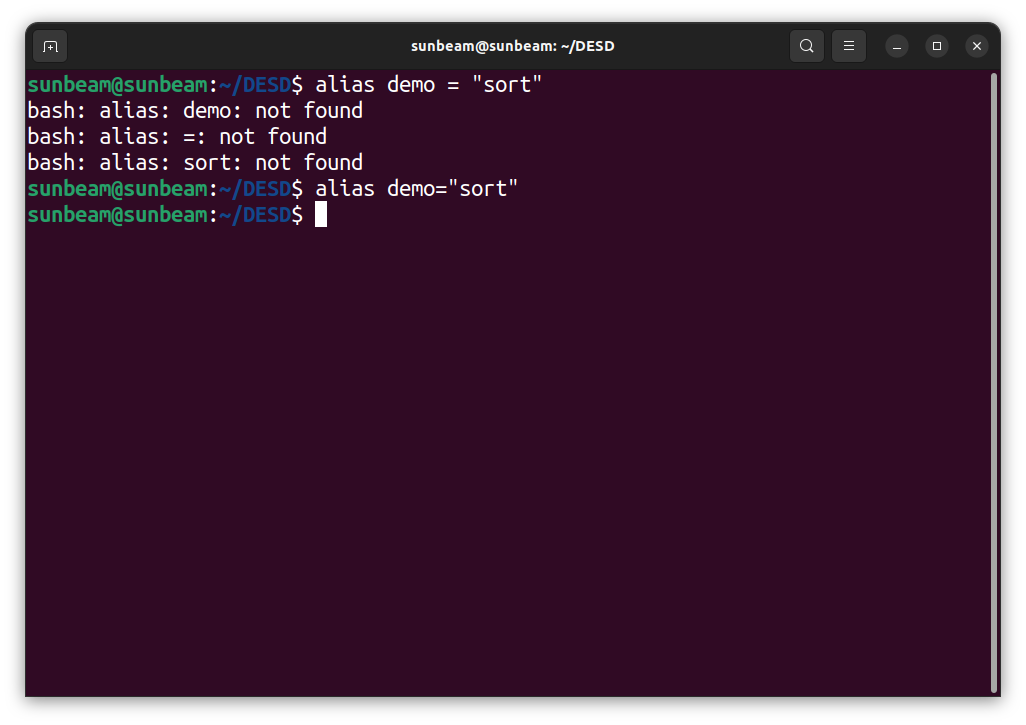 sunbeam@sunbeam: ~/DESD
sunbeam@sunbeam:~/DESD$ alias demo = "sort"
bash: alias: demo: not found
bash: alias: =: not found
bash: alias: sort: not found
sunbeam@sunbeam:~/DESD$ alias demo="sort"
sunbeam@sunbeam:~/DESD$